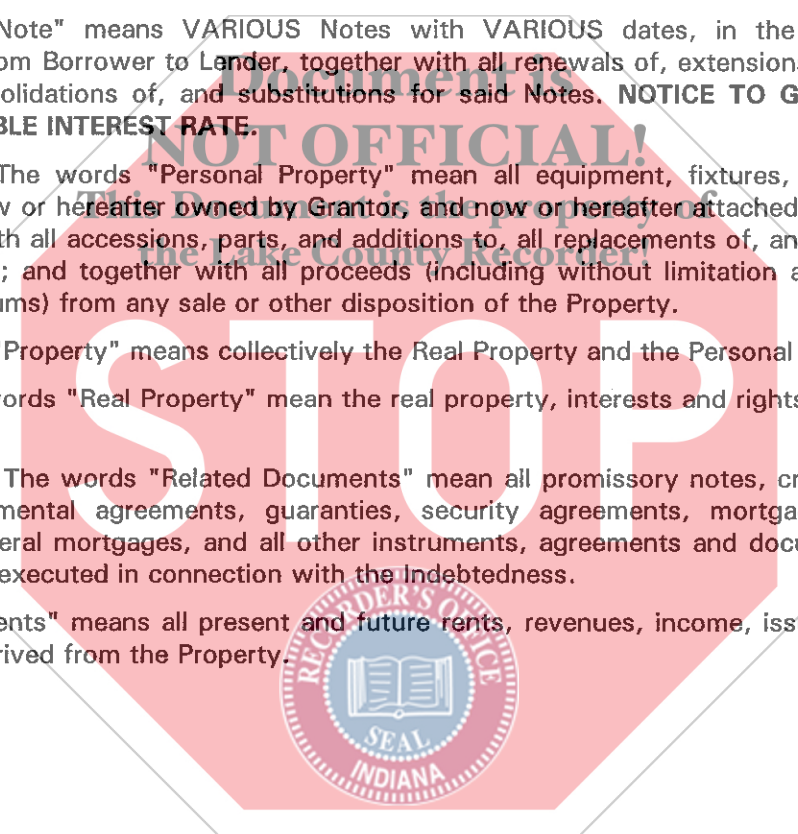 Note" means VARIOUS Notes with VARIOUS dates, in the
om Borrower to Lender, together with all renewals of, extension
olidations of, and substitutions for said Notes. NOTICE TO G
BLE INTEREST RATE.
The words "Personal Property" mean all equipment, fixtures,
w or hereafter owned by Grantor, and now or hereafter attached
th all accessions, parts, and additions to, all replacements of, an
; and together with all proceeds (including without limitation a
ums) from any sale or other disposition of the Property.
"Property" means collectively the Real Property and the Personal
ords "Real Property" mean the real property, interests and rights
The words "Related Documents" mean all promissory notes, cr
mental agreements, guaranties, security agreements, mortga
eral mortgages, and all other instruments, agreements and docu
executed in connection with the Indebtedness.
ents" means all present and future rents, revenues, income, iss
rived from the Property.
Document is
NOT OFFICIAL!
This Document is the property of
the Lake County Recorder!
STOP
RECORDER'S OFFICE
SEAL
INDIANA